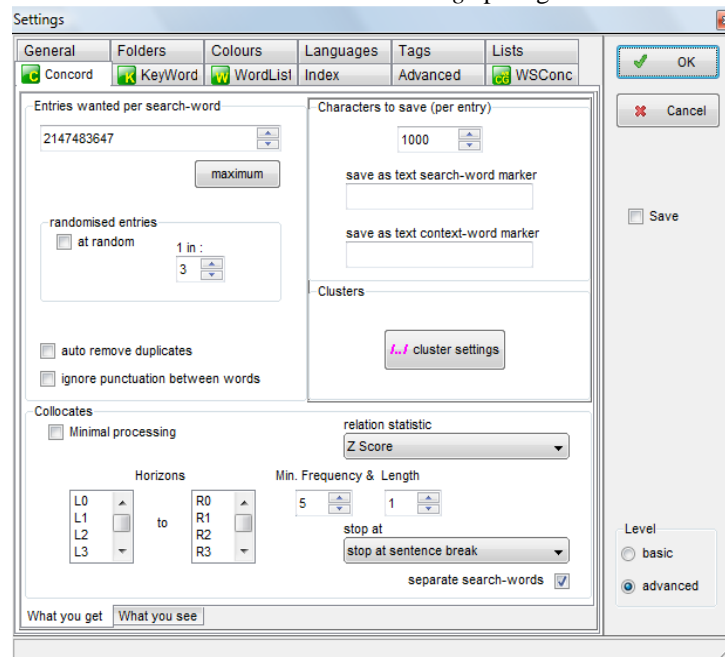 Settings
General Folders Colours Languages Tags Lists
Concord KeyWord WordList Index Advanced WSConc
OK
Cancel
Save
Entries wanted per search-word
2147483647
maximum
randomised entries
at random
1 in :
3
auto remove duplicates
ignore punctuation between words
Characters to save (per entry)
1000
save as text search-word marker
save as text context-word marker
Clusters
cluster settings
Collocates
Minimal processing
relation statistic
Z Score
Horizons
L0
L1
L2
L3
to
R0
R1
R2
R3
Min. Frequency & Length
5 1
stop at
stop at sentence break
separate search-words
Level
basic
advanced
What you get What you see